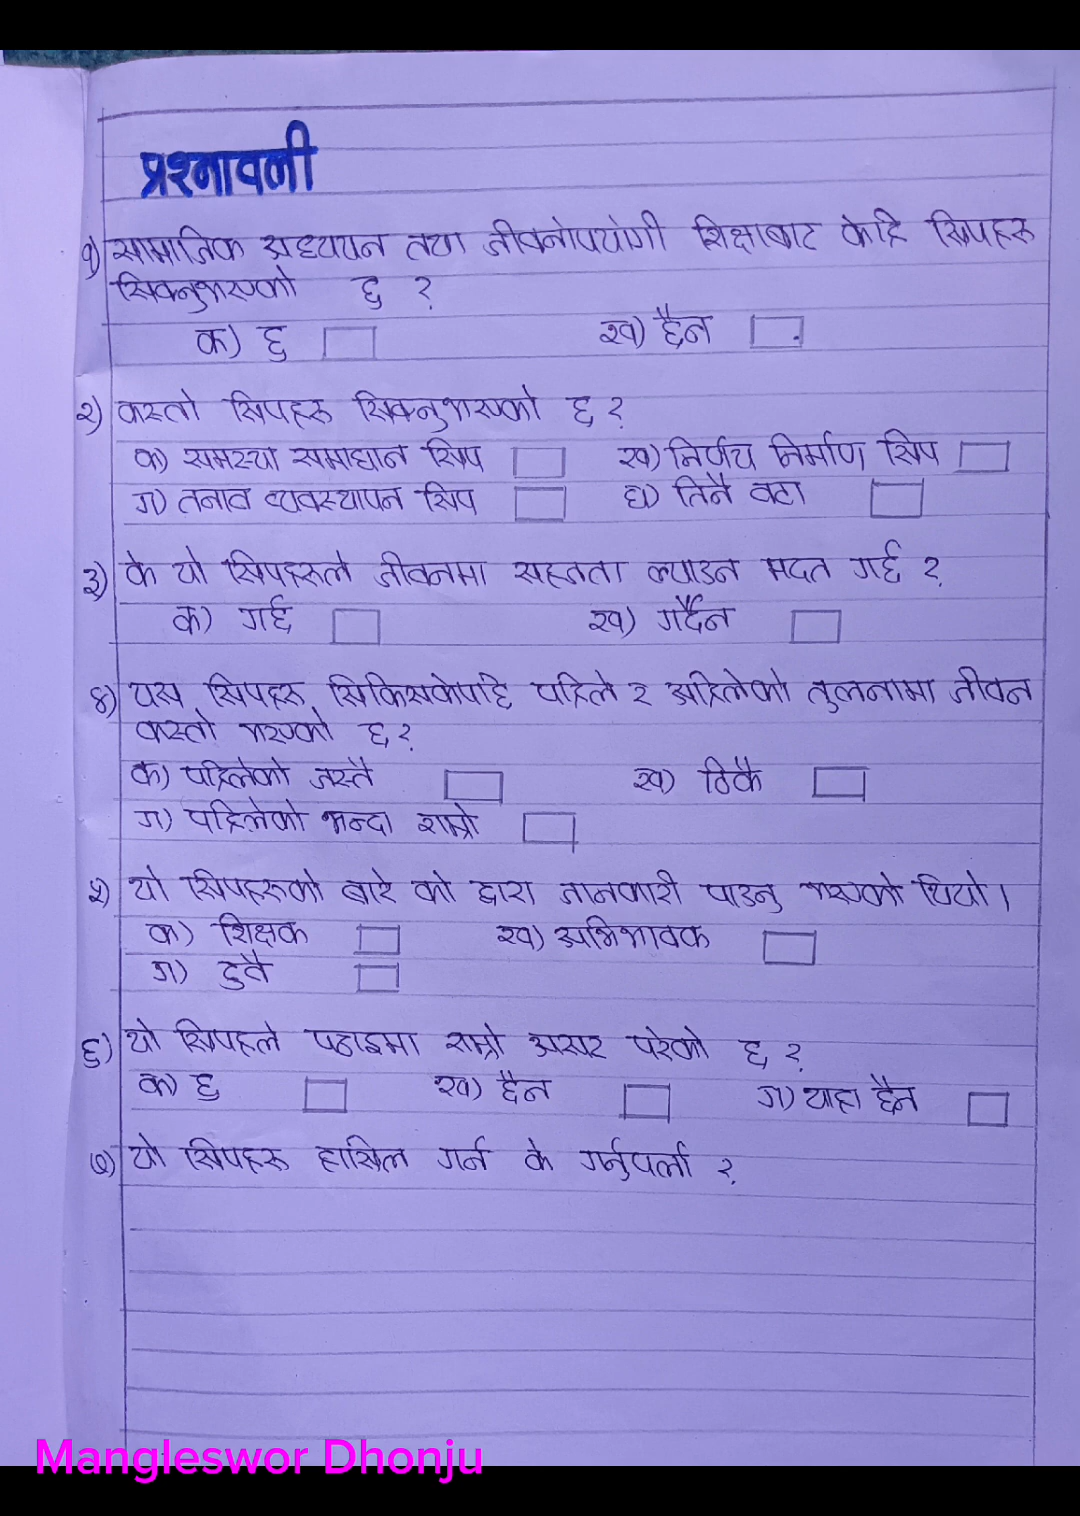 प्रश्नावली
१) सामाजिक अध्ययन तथा जीवनोपयोगी शिक्षाबाट केहि सिपहरु
सिक्नुभएको छ ?
क) छ ख) छैन
२) कस्तो सिपहरु सिक्नुभएको छ ?
क) समस्या समाधान सिप ख) निर्णय निर्माण सिप
ग) तनाव व्यवस्थापन सिप घ) तिनै वटा
३) के यो सिपहरुले जीवनमा सहजता ल्याउन मदत गर्छ ?
क) गर्छ ख) गर्दैन
४) यस सिपहरु सिकिसकेपछि पहिले र अहिलेको तुलनामा जीवन
कस्तो भएको छ ?
क) पहिलेको जस्तै ख) ठिकै
ग) पहिलेको भन्दा राम्रो
५) यो सिपहरुको बारे को द्वारा जानकारी पाउनु भएको थियो ।
क) शिक्षक ख) अभिभावक
ग) दुवै
६) यो सिपहले पढाइमा राम्रो असर परेको छ ?
क) छ ख) छैन ग) थाहा छैन
७) यो सिपहरु हासिल गर्न के गर्नुपर्ला ?
Mangleswor Dhonju